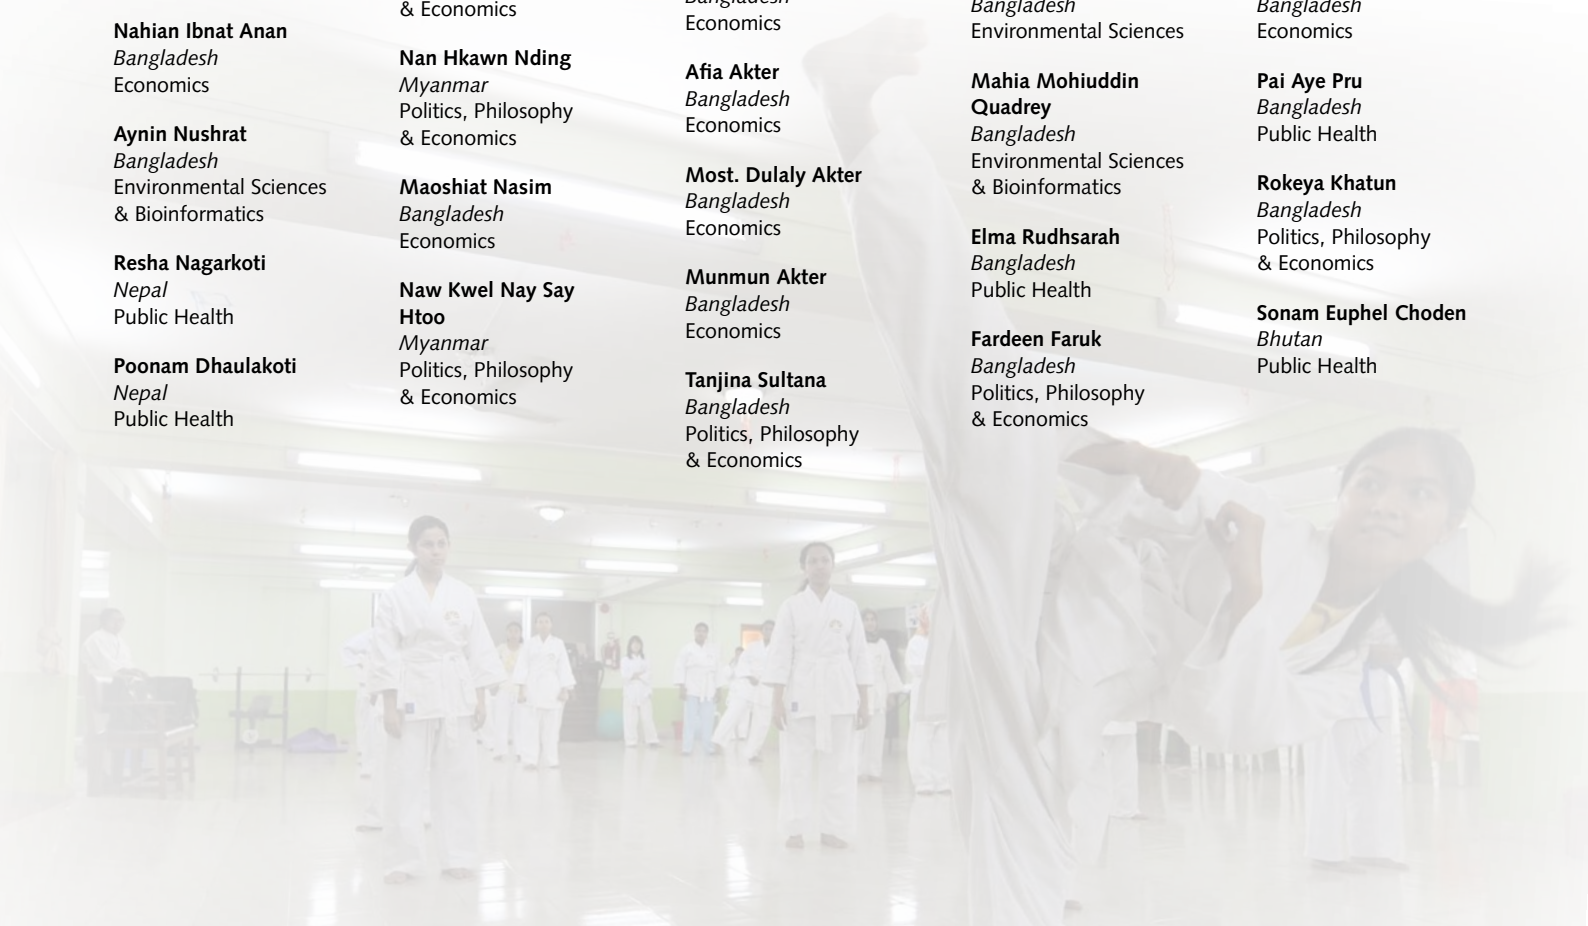 Nahian Ibnat Anan
Bangladesh
Economics
Aynin Nushrat
Bangladesh
Environmental Sciences
& Bioinformatics
Resha Nagarkoti
Nepal
Public Health
Poonam Dhaulakoti
Nepal
Public Health
& Economics
Nan Hkawn Nding
Myanmar
Politics, Philosophy
& Economics
Maoshiat Nasim
Bangladesh
Economics
Naw Kwel Nay Say
Htoo
Myanmar
Politics, Philosophy
& Economics
Bangladesh
Economics
Afia Akter
Bangladesh
Economics
Most. Dulaly Akter
Bangladesh
Economics
Munmun Akter
Bangladesh
Economics
Tanjina Sultana
Bangladesh
Politics, Philosophy
& Economics
Bangladesh
Environmental Sciences
Mahia Mohiuddin
Quadrey
Bangladesh
Environmental Sciences
& Bioinformatics
Elma Rudhsarah
Bangladesh
Public Health
Fardeen Faruk
Bangladesh
Politics, Philosophy
& Economics
Bangladesh
Economics
Pai Aye Pru
Bangladesh
Public Health
Rokeya Khatun
Bangladesh
Politics, Philosophy
& Economics
Sonam Euphel Choden
Bhutan
Public Health